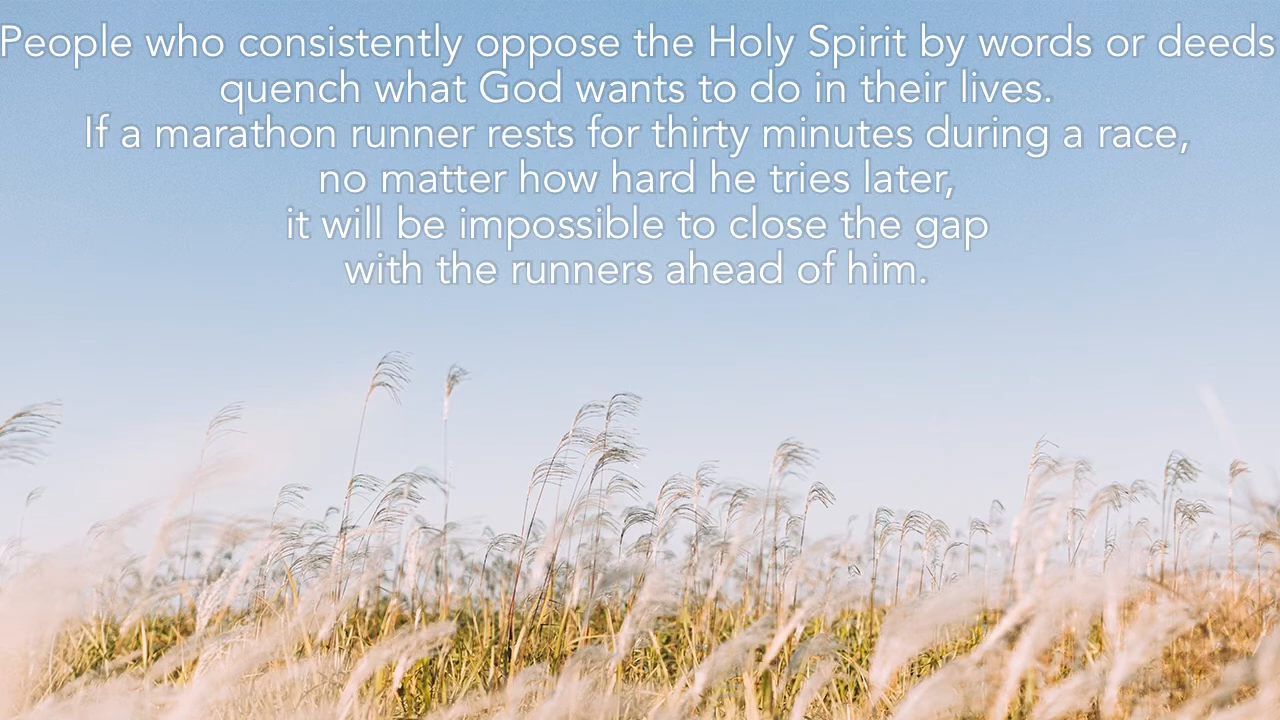 People who consistently oppose the Holy Spirit by words or deeds
quench what God wants to do in their lives.
If a marathon runner rests for thirty minutes during a race,
no matter how hard he tries later,
it will be impossible to close the gap
with the runners ahead of him.